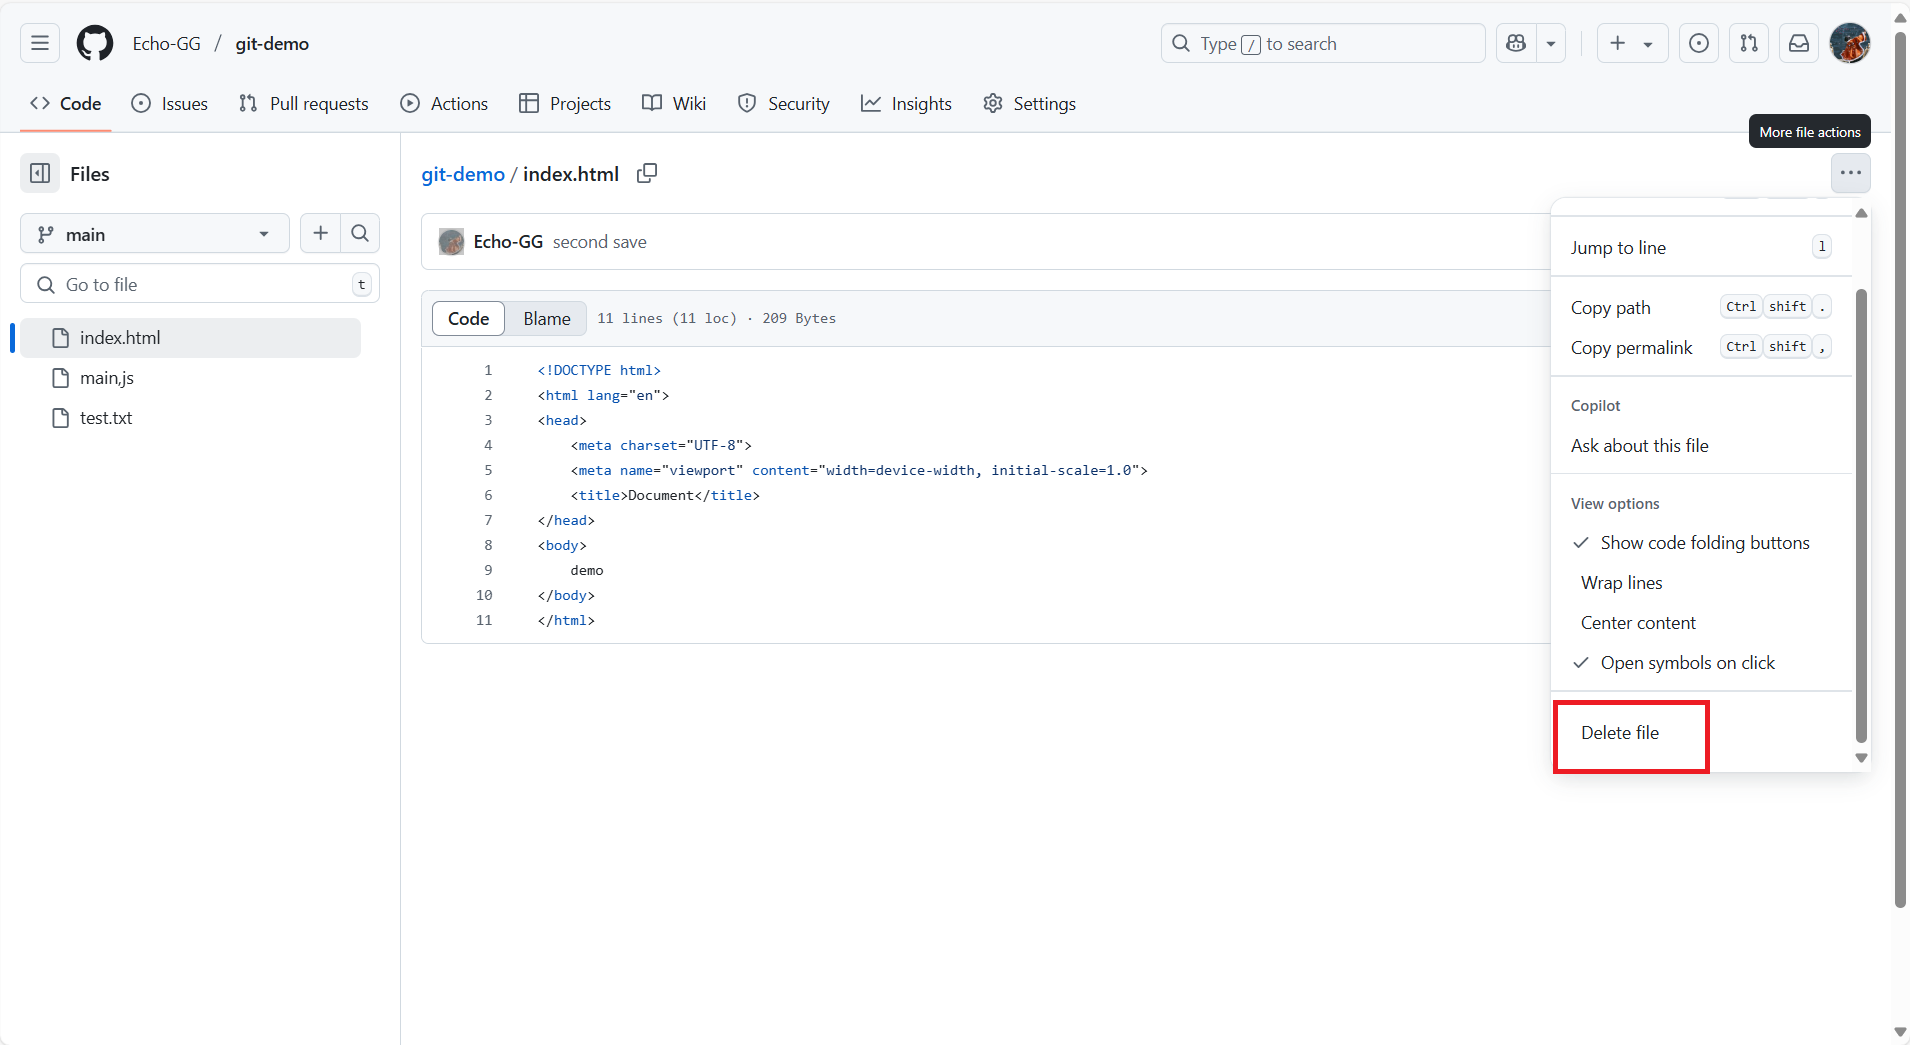 Echo-GG / git-demo
Type / to search
Code
Issues
Pull requests
Actions
Projects
Wiki
Security
Insights
Settings
More file actions
Files
main
Go to file
t
index.html
main,js
test.txt
git-demo / index.html
Echo-GG second save
Code Blame 11 lines (11 loc) · 209 Bytes
1 <!DOCTYPE html>
2 <html lang="en">
3 <head>
4 <meta charset="UTF-8">
5 <meta name="viewport" content="width=device-width, initial-scale=1.0">
6 <title>Document</title>
7 </head>
8 <body>
9 demo
10 </body>
11 </html>
Jump to line l
Copy path Ctrl shift .
Copy permalink Ctrl shift ,
Copilot
Ask about this file
View options
Show code folding buttons
Wrap lines
Center content
Open symbols on click
Delete file